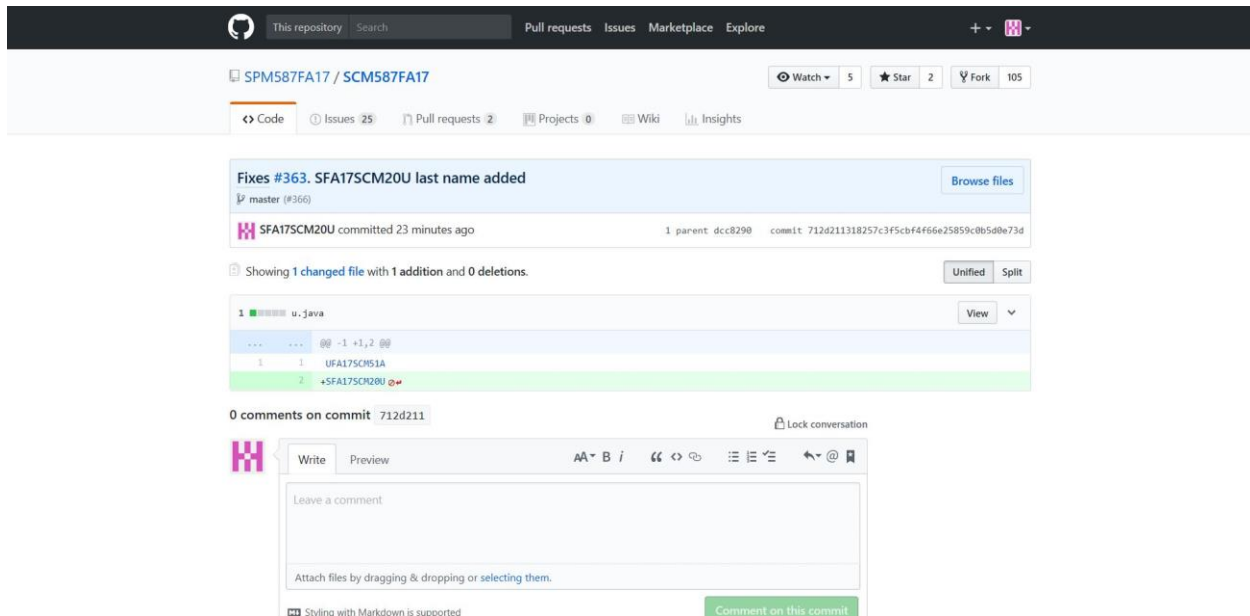 This repository Search Pull requests Issues Marketplace Explore
SPM587FA17 / SCM587FA17 Watch 5 Star 2 Fork 105
<> Code Issues 25 Pull requests 2 Projects 0 Wiki Insights
Fixes #363. SFA17SCM20U last name added Browse files
master (#366)
SFA17SCM20U committed 23 minutes ago 1 parent dcc8290 commit 712d211318257c3f5cbf4f66e25859c0b5d0e73d
Showing 1 changed file with 1 addition and 0 deletions. Unified Split
1 u.java View
... ... @@ -1 +1,2 @@
1 1 UFA17SCM51A
2 +SFA17SCM20U
0 comments on commit 712d211 Lock conversation
Write Preview AA B i “ <> @
Leave a comment
Attach files by dragging & dropping or selecting them.
Styling with Markdown is supported Comment on this commit